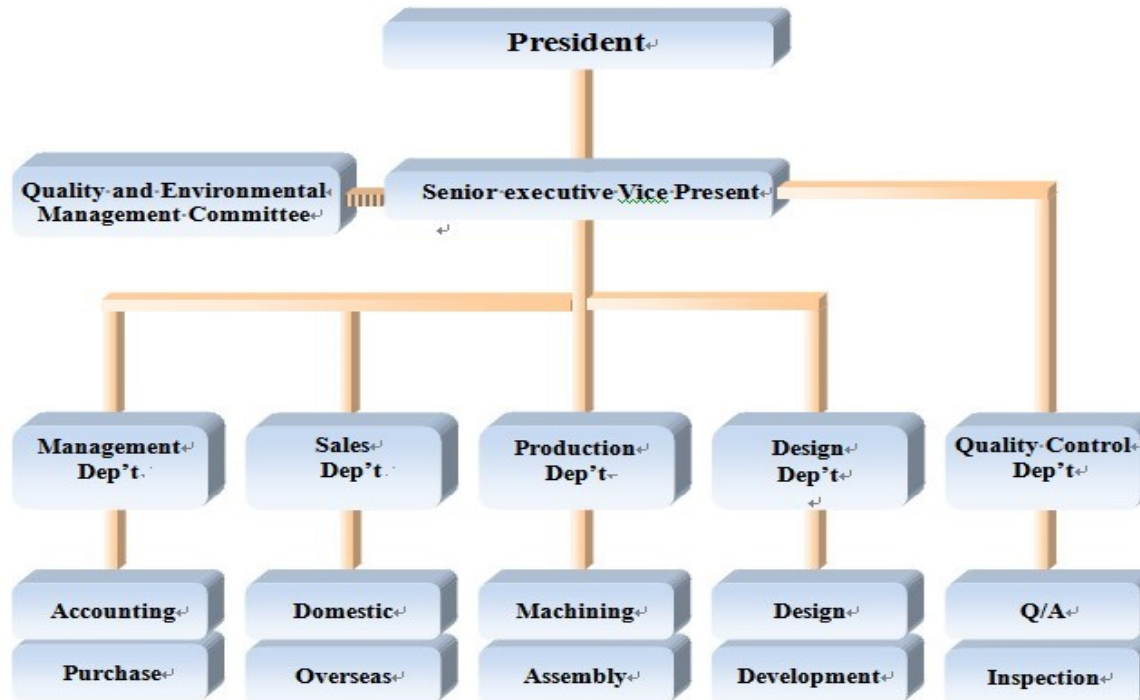 President
Quality and Environmental
Management Committee
Senior executive Vice Present
Management
Dep't
Sales
Dep't
Production
Dep't
Design
Dep't
Quality Control
Dep't
Accounting
Domestic
Machining
Design
Q/A
Purchase
Overseas
Assembly
Development
Inspection